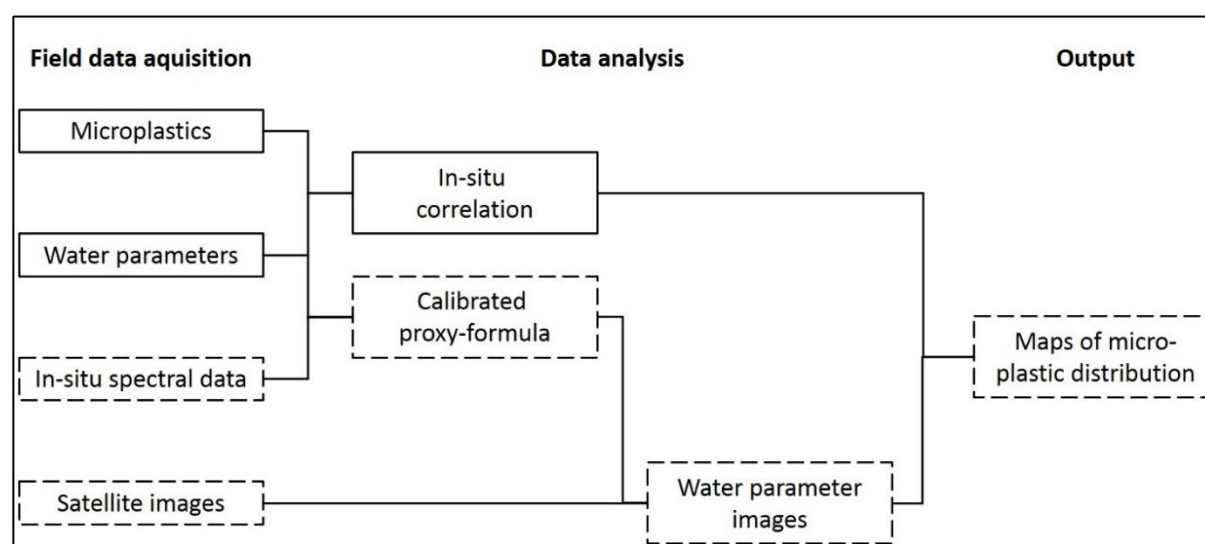 Field data aquisition
Data analysis
Output
Microplastics
In-situ
correlation
Water parameters
Calibrated
proxy-formula
Maps of micro-
plastic distribution
In-situ spectral data
Satellite images
Water parameter
images